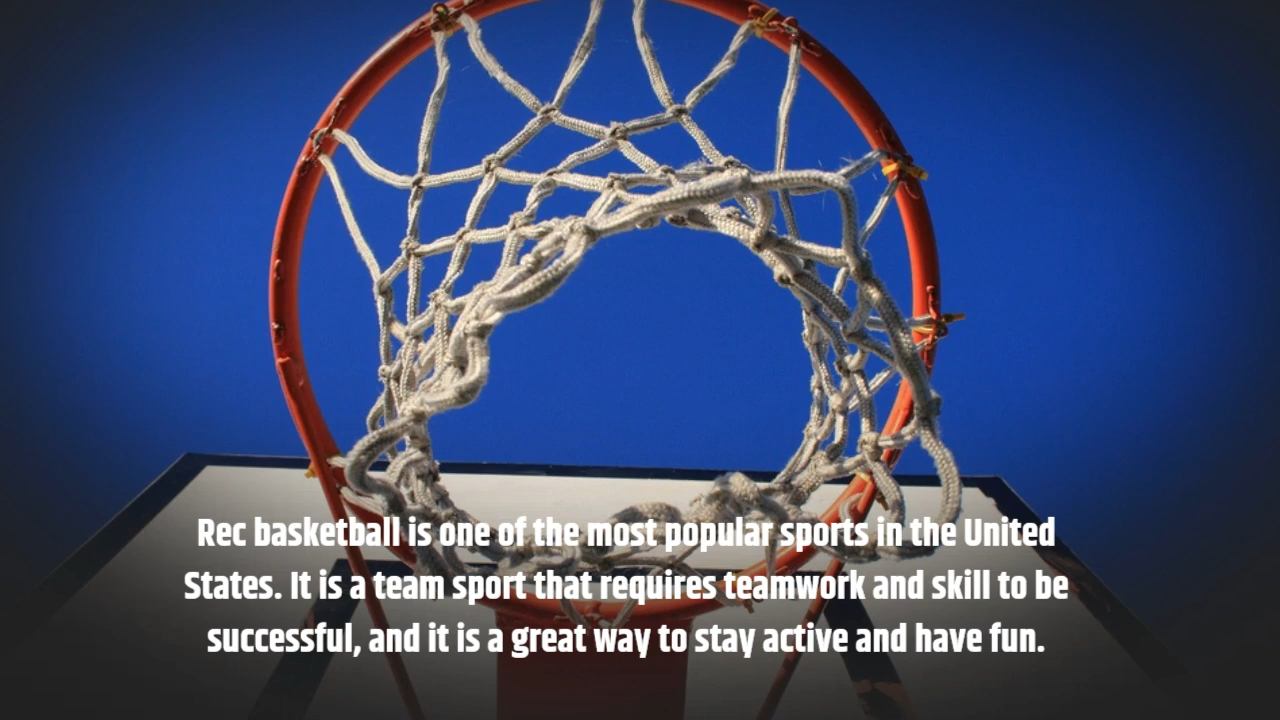 Rec basketball is one of the most popular sports in the United
States. It is a team sport that requires teamwork and skill to be
successful, and it is a great way to stay active and have fun.